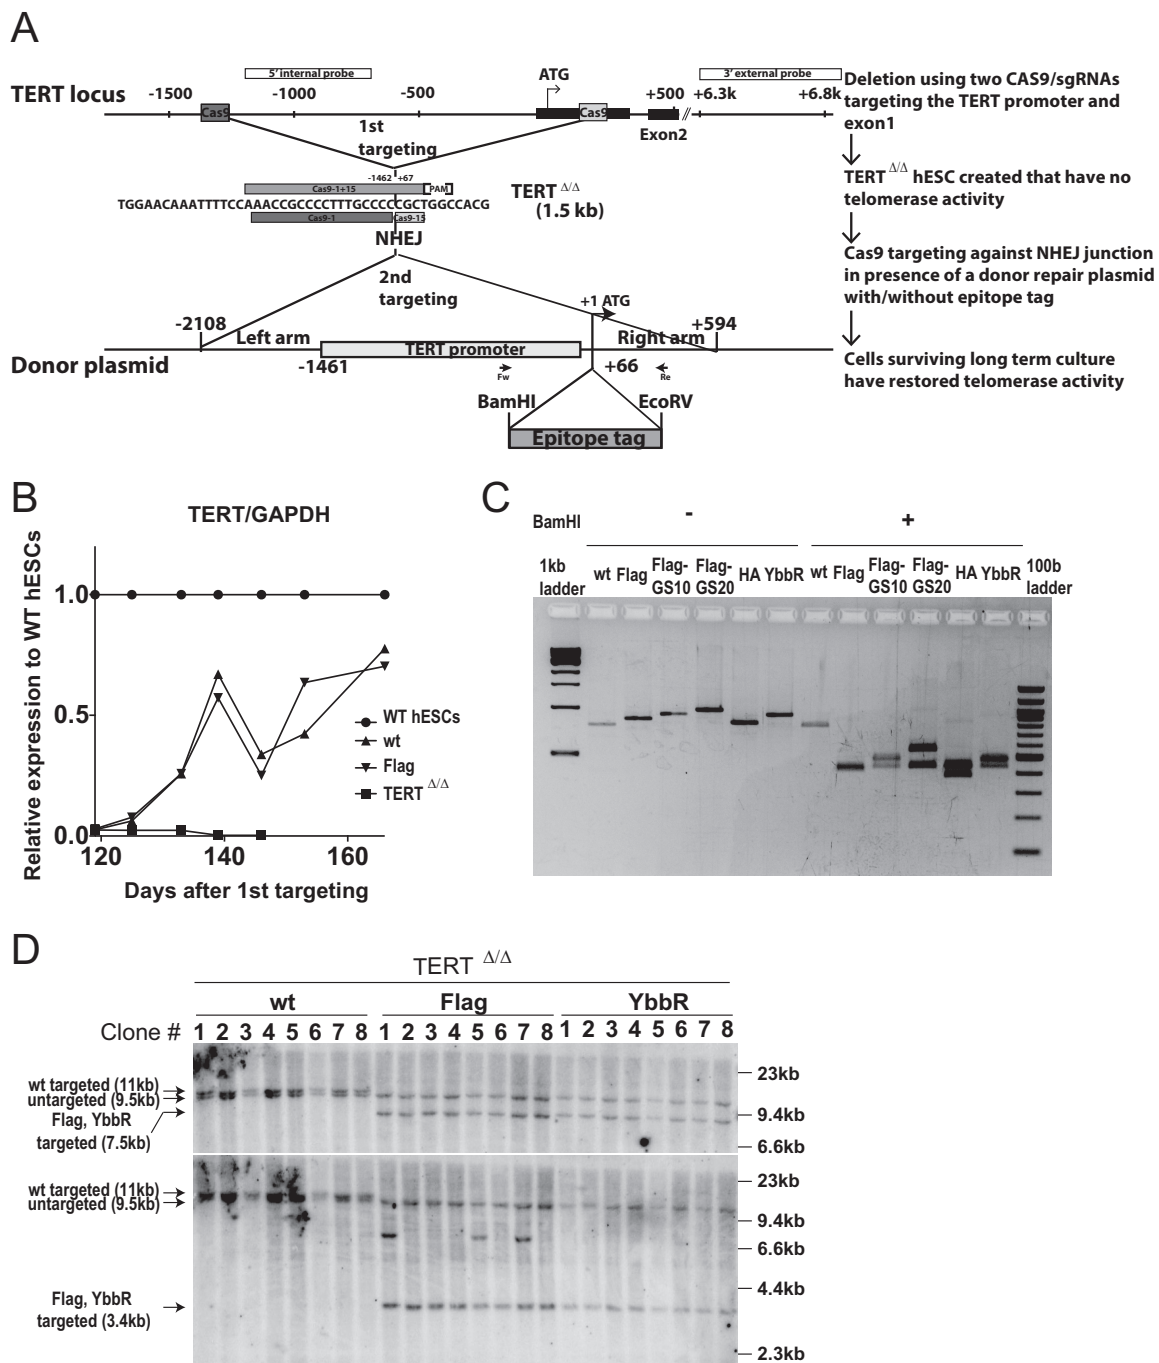 A
5' internal probe
3' external probe
TERT locus
-1500
-1000
-500
ATG
+500
+6.3k
+6.8k
Cas9
Cas9
Exon2
1st
targeting
Deletion using two CAS9/sgRNAs
targeting the TERT promoter and
exon1
TERT Δ/Δ hESC created that have no
telomerase activity
Cas9 targeting against NHEJ junction
in presence of a donor repair plasmid
with/without epitope tag
Cells surviving long term culture
have restored telomerase activity
-1462 +67
Cas9-1+15
PAM
TGGAACAAATTTTCCAAACCGCCCCTTTGCCCCCGCTGGCCACG
Cas9-1
Cas9-15
TERT Δ/Δ
(1.5 kb)
NHEJ
2nd
targeting
+1 ATG
-2108
Left arm
Right arm
+594
Donor plasmid
TERT promoter
-1461
+66
Fw
Re
BamHI
EcoRV
Epitope tag
B
TERT/GAPDH
Relative expression to WT hESCs
1.0
0.5
0.0
120
140
160
Days after 1st targeting
WT hESCs
wt
Flag
TERT Δ/Δ
C
BamHI
-
+
1kb
ladder
wt
Flag
Flag-
GS10
Flag-
GS20
HA
YbbR
wt
Flag
Flag-
GS10
Flag-
GS20
HA
YbbR
100b
ladder
D
TERT Δ/Δ
wt
Flag
YbbR
Clone #
1 2 3 4 5 6 7 8 1 2 3 4 5 6 7 8 1 2 3 4 5 6 7 8
wt targeted (11kb)
untargeted (9.5kb)
Flag, YbbR
targeted (7.5kb)
23kb
9.4kb
6.6kb
wt targeted (11kb)
untargeted (9.5kb)
Flag, YbbR
targeted (3.4kb)
23kb
9.4kb
6.6kb
4.4kb
2.3kb